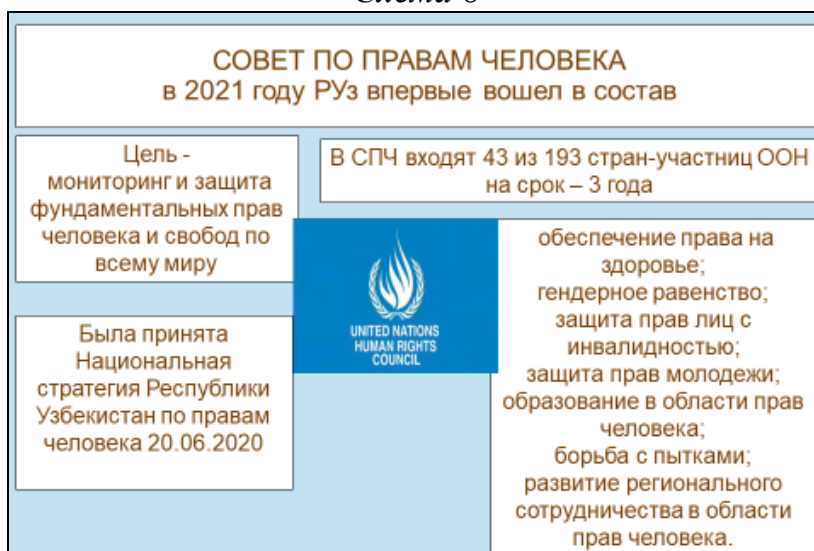 СОВЕТ ПО ПРАВАМ ЧЕЛОВЕКА
в 2021 году РУз впервые вошел в состав
Цель -
мониторинг и защита
фундаментальных прав
человека и свобод по
всему миру
В СПЧ входят 43 из 193 стран-участниц ООН
на срок – 3 года
UNITED NATIONS
HUMAN RIGHTS
COUNCIL
Была принята
Национальная
стратегия Республики
Узбекистан по правам
человека 20.06.2020
обеспечение права на
здоровье;
гендерное равенство;
защита прав лиц с
инвалидностью;
защита прав молодежи;
образование в области прав
человека;
борьба с пытками;
развитие регионального
сотрудничества в области
прав человека.